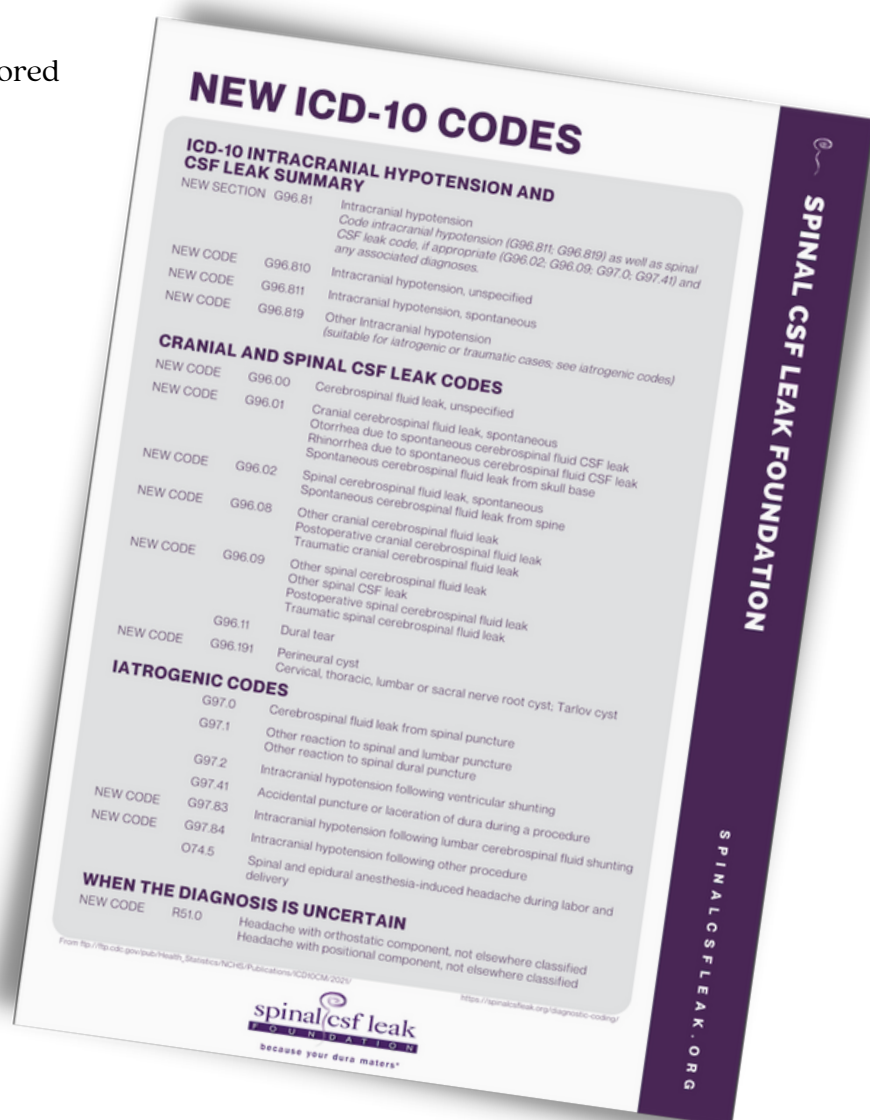 ored
NEW ICD-10 CODES
ICD-10 INTRACRANIAL HYPOTENSION AND
CSF LEAK SUMMARY
NEW SECTION G96.81 Intracranial hypotension
Code intracranial hypotension (G96.811; G96.819) as well as spinal
CSF leak code, if appropriate (G96.02; G96.09; G97.0; G97.41) and
any associated diagnoses.
NEW CODE G96.810 Intracranial hypotension, unspecified
NEW CODE G96.811 Intracranial hypotension, spontaneous
NEW CODE G96.819 Other Intracranial hypotension
(suitable for iatrogenic or traumatic cases; see iatrogenic codes)
CRANIAL AND SPINAL CSF LEAK CODES
NEW CODE G96.00 Cerebrospinal fluid leak, unspecified
NEW CODE G96.01 Cranial cerebrospinal fluid leak, spontaneous
Otorrhea due to spontaneous cerebrospinal fluid CSF leak
Rhinorrhea due to spontaneous cerebrospinal fluid CSF leak
Spontaneous cerebrospinal fluid leak from skull base
NEW CODE G96.02 Spinal cerebrospinal fluid leak, spontaneous
Spontaneous cerebrospinal fluid leak from spine
NEW CODE G96.08 Other cranial cerebrospinal fluid leak
Postoperative cranial cerebrospinal fluid leak
Traumatic cranial cerebrospinal fluid leak
NEW CODE G96.09 Other spinal cerebrospinal fluid leak
Other spinal CSF leak
Postoperative spinal cerebrospinal fluid leak
Traumatic spinal cerebrospinal fluid leak
G96.11 Dural tear
NEW CODE G96.191 Perineural cyst
Cervical, thoracic, lumbar or sacral nerve root cyst; Tarlov cyst
IATROGENIC CODES
G97.0 Cerebrospinal fluid leak from spinal puncture
G97.1 Other reaction to spinal and lumbar puncture
Other reaction to spinal dural puncture
G97.2 Intracranial hypotension following ventricular shunting
G97.41 Accidental puncture or laceration of dura during a procedure
NEW CODE G97.83 Intracranial hypotension following lumbar cerebrospinal fluid shunting
NEW CODE G97.84 Intracranial hypotension following other procedure
O74.5 Spinal and epidural anesthesia-induced headache during labor and
delivery
WHEN THE DIAGNOSIS IS UNCERTAIN
NEW CODE R51.0 Headache with orthostatic component, not elsewhere classified
Headache with positional component, not elsewhere classified
From ftp://ftp.cdc.gov/pub/Health_Statistics/NCHS/Publications/ICD10CM/2021/
https://spinalcsfleak.org/diagnostic-coding/
spinal csf leak
FOUNDATION
because your dura maters*
SPINAL CSF LEAK FOUNDATION
SPINALCSFLEAK.ORG